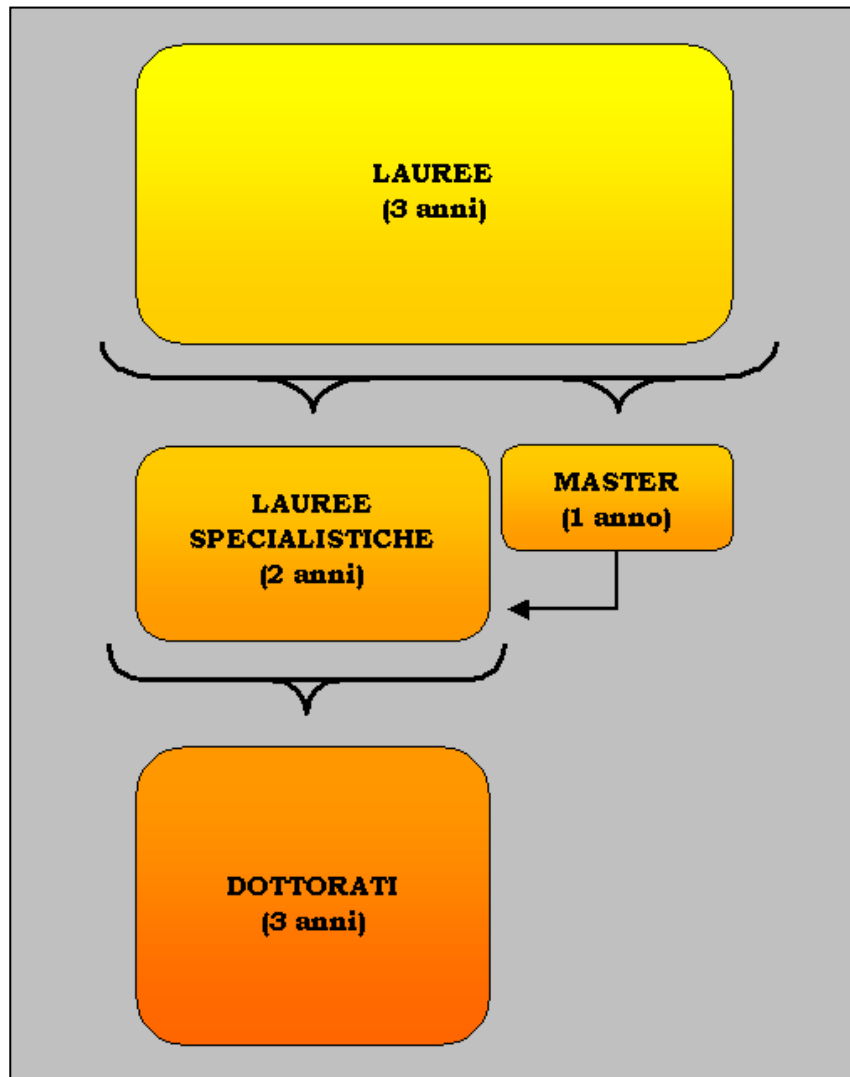 LAUREE
(3 anni)
LAUREE
SPECIALISTICHE
(2 anni)
MASTER
(1 anno)
DOTTORATI
(3 anni)